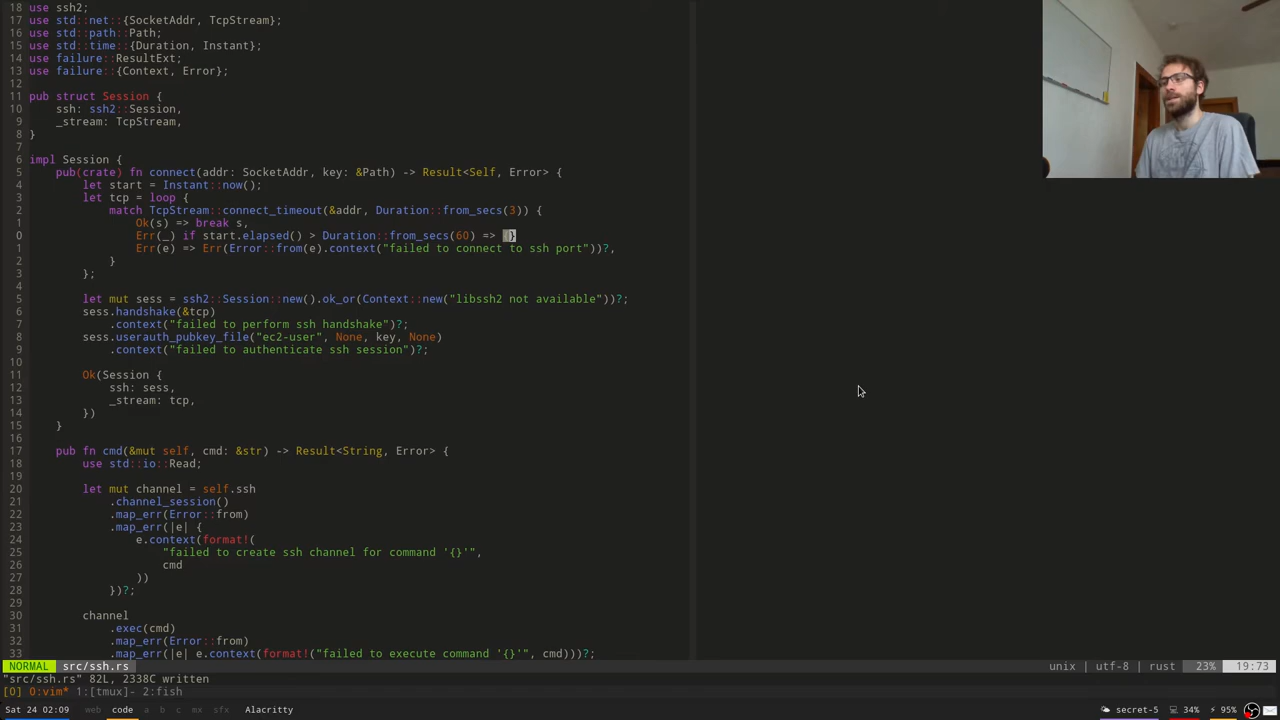 18 use ssh2;
17 use std::net::{SocketAddr, TcpStream};
16 use std::path::Path;
15 use std::time::{Duration, Instant};
14 use failure::ResultExt;
13 use failure::{Context, Error};
12
11 pub struct Session {
10     ssh: ssh2::Session,
9     _stream: TcpStream,
8 }
7
6 impl Session {
5     pub(crate) fn connect(addr: SocketAddr, key: &Path) -> Result<Self, Error> {
4         let start = Instant::now();
3         let tcp = loop {
2             match TcpStream::connect_timeout(&addr, Duration::from_secs(3)) {
1                 Ok(s) => break s,
0                 Err(_) if start.elapsed() > Duration::from_secs(60) => {}
1                 Err(e) => Err(Error::from(e).context("failed to connect to ssh port"))?,
2             }
3         };
4
5         let mut sess = ssh2::Session::new().ok_or(Context::new("libssh2 not available"))?;
6         sess.handshake(&tcp)
7             .context("failed to perform ssh handshake")?;
8         sess.userauth_pubkey_file("ec2-user", None, key, None)
9             .context("failed to authenticate ssh session")?;
10
11         Ok(Session {
12             ssh: sess,
13             _stream: tcp,
14         })
15     }
16
17     pub fn cmd(&mut self, cmd: &str) -> Result<String, Error> {
18         use std::io::Read;
19
20         let mut channel = self.ssh
21             .channel_session()
22             .map_err(Error::from)
23             .map_err(|e| {
24                 e.context(format!(
25                     "failed to create ssh channel for command '{}'",
26                     cmd
27                 ))
28             })?;
29
30         channel
31             .exec(cmd)
32             .map_err(Error::from)
33             .map_err(|e| e.context(format!("failed to execute command '{}'", cmd)))?;
NORMAL src/ssh.rs unix | utf-8 | rust 23% 19:73
"src/ssh.rs" 82L, 2338C written
[0] 0:vim* 1:[tmux]- 2:fish
Sat 24 02:09 web code a b c mx sfx Alacritty secret-5 34% 95%